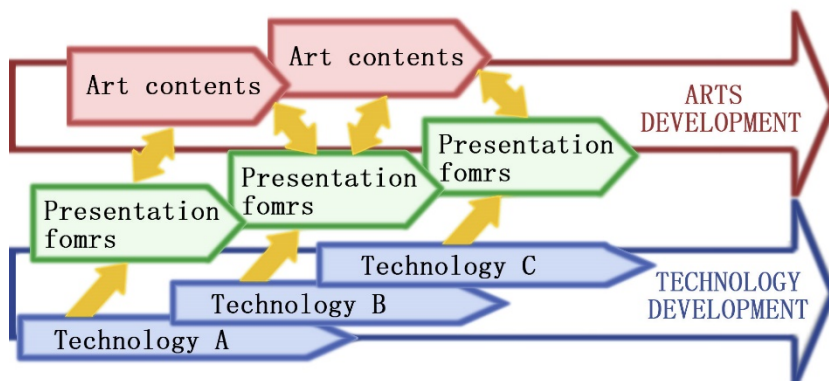 Art contents
Art contents
ARTS
DEVELOPMENT
Presentation
fomrs
Presentation
fomrs
Presentation
fomrs
Technology C
Technology B
Technology A
TECHNOLOGY
DEVELOPMENT